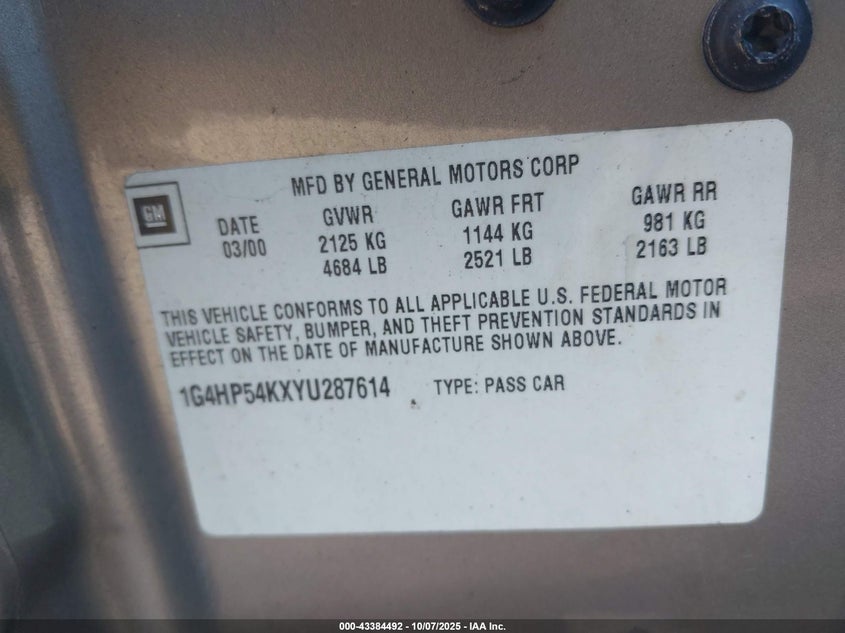 MFD BY GENERAL MOTORS CORP
GM
DATE GVWR GAWR FRT GAWR RR
03/00 2125 KG 1144 KG 981 KG
4684 LB 2521 LB 2163 LB
THIS VEHICLE CONFORMS TO ALL APPLICABLE U.S. FEDERAL MOTOR
VEHICLE SAFETY, BUMPER, AND THEFT PREVENTION STANDARDS IN
EFFECT ON THE DATE OF MANUFACTURE SHOWN ABOVE.
1G4HP54KXYU287614 TYPE: PASS CAR
000-43384492 - 10/07/2025 - IAA Inc.